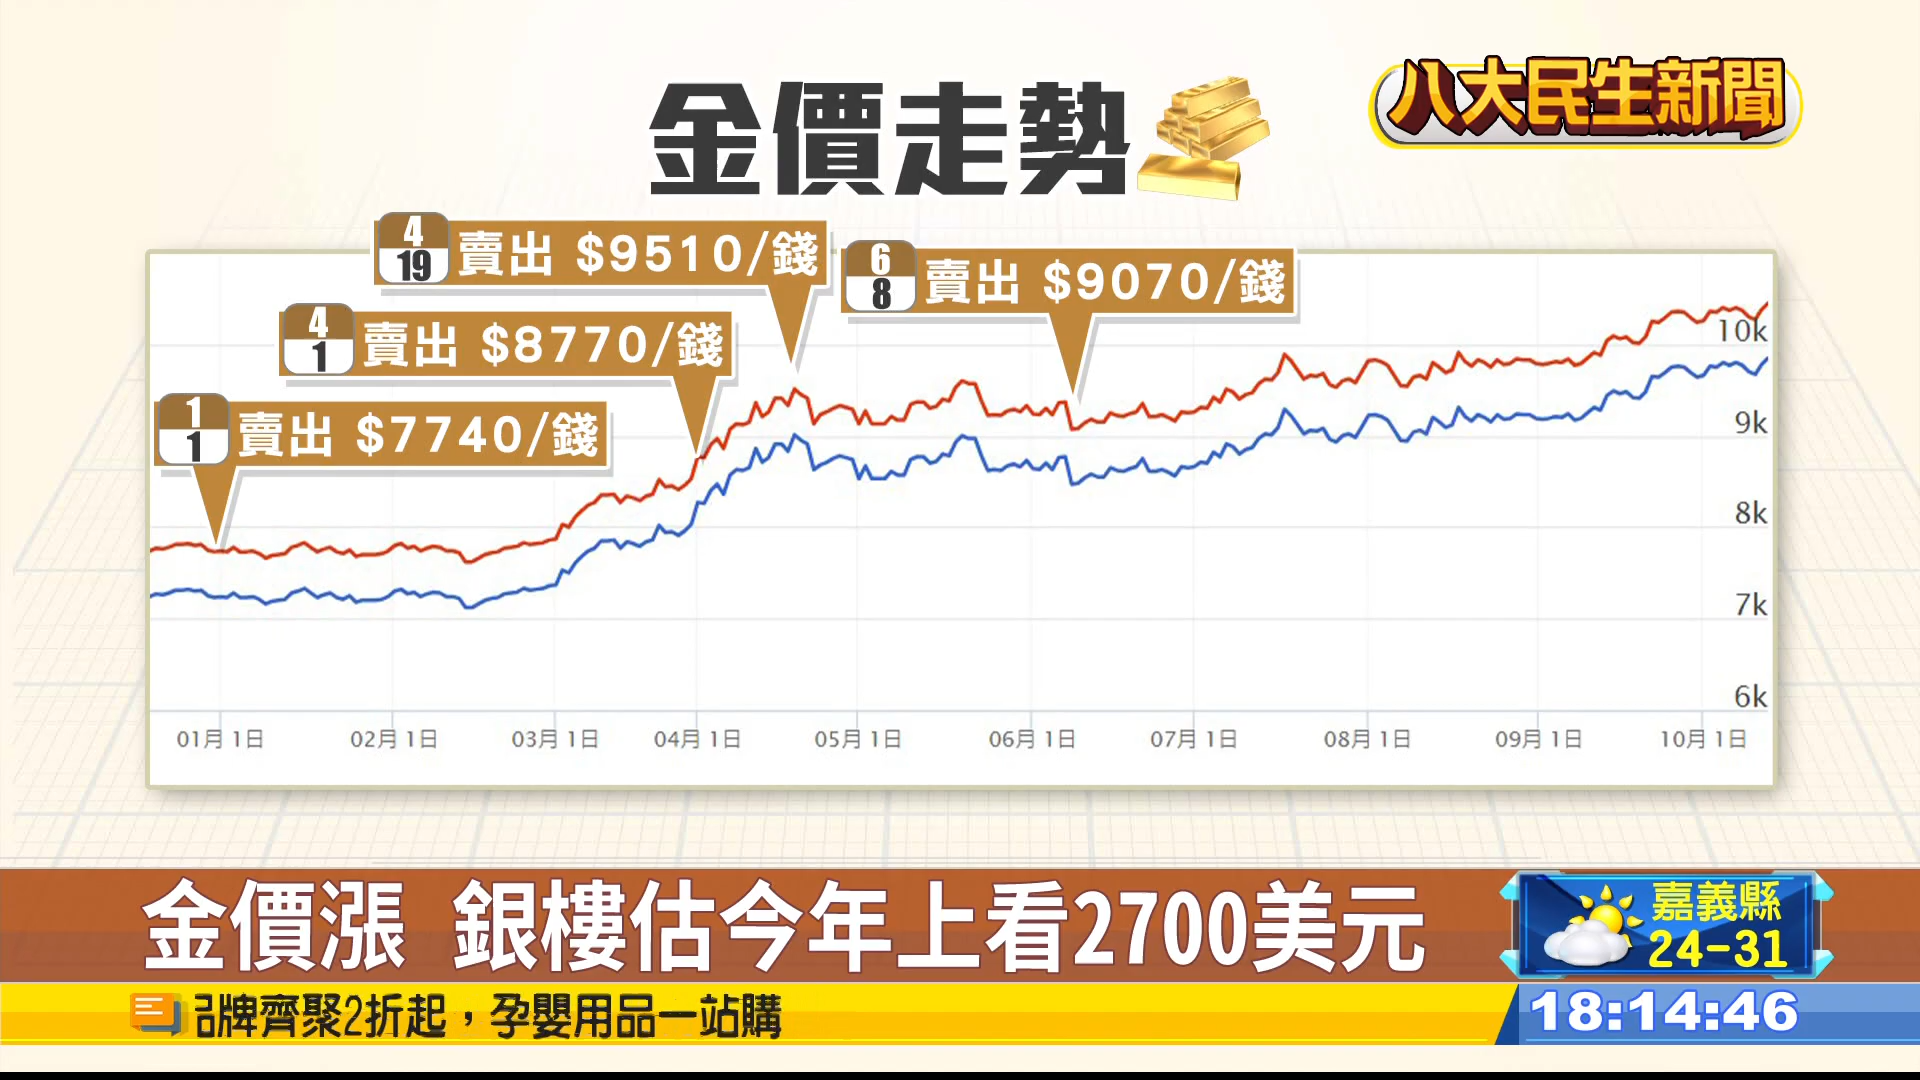 金價走勢
八大民生新聞
4
19
賣出 $9510/錢
6
8
賣出 $9070/錢
4
1
賣出 $8770/錢
1
1
賣出 $7740/錢
10k
9k
8k
7k
6k
01月 1日 02月 1日 03月 1日 04月 1日 05月 1日 06月 1日 07月 1日 08月 1日 09月 1日 10月 1日
金價漲 銀樓估今年上看2700美元
嘉義縣
24-31
牌齊聚2折起，孕嬰用品一站購
18:14:46